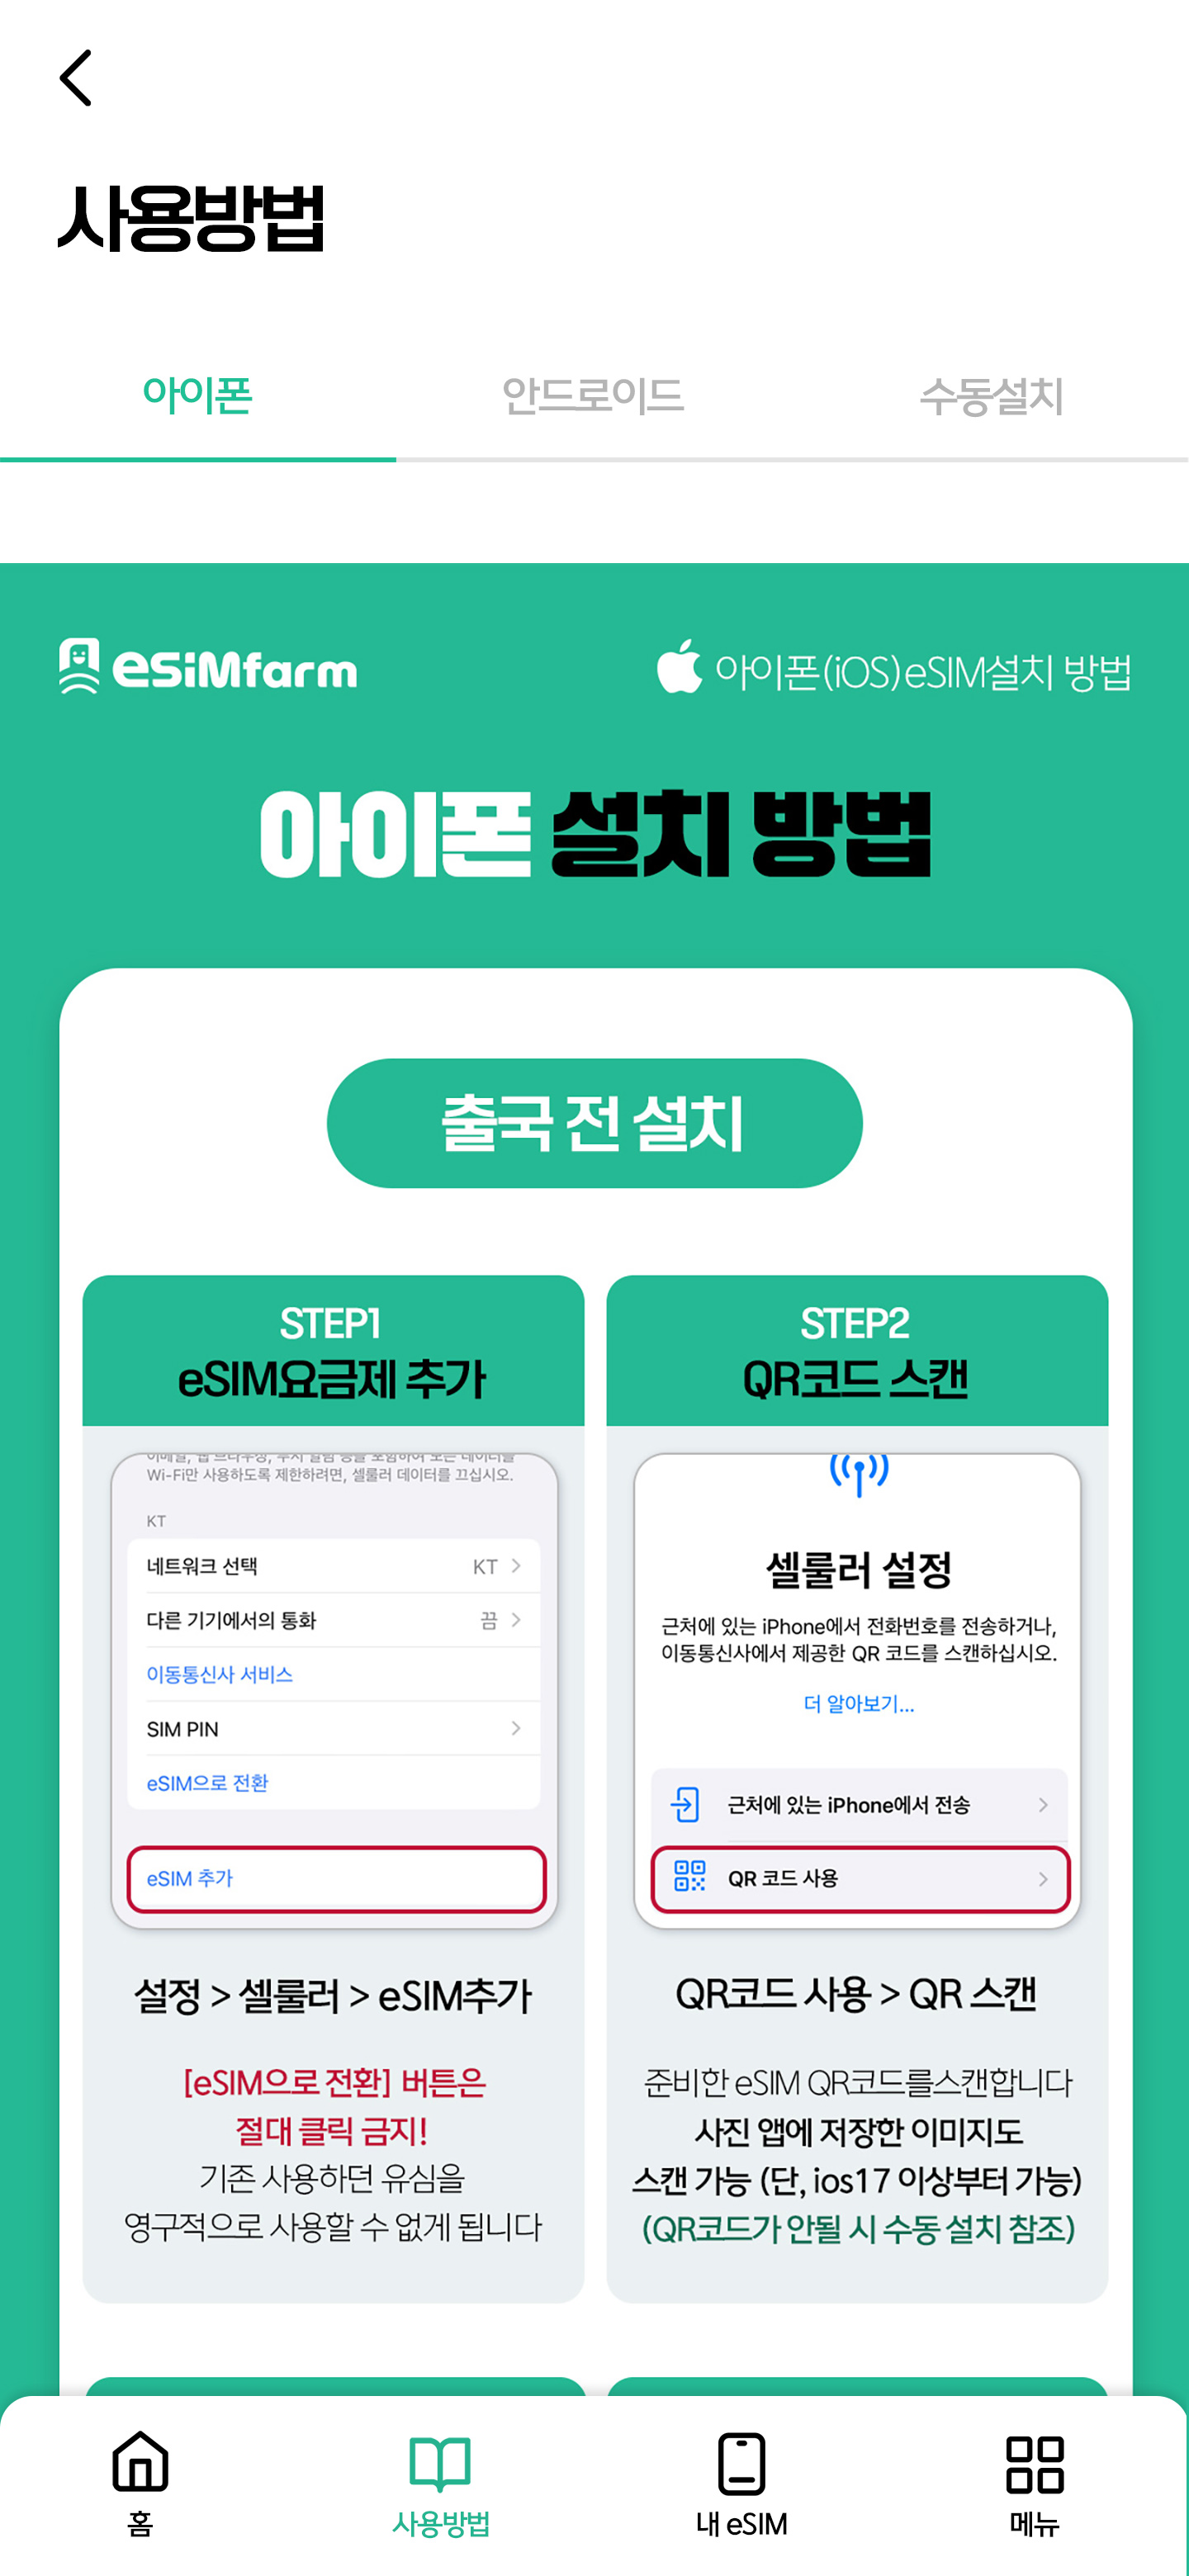 사용방법
아이폰
안드로이드
수동설치
esiMfarm
아이폰(iOS)eSIM설치 방법
아이폰 설치 방법
출국 전 설치
STEP1
eSIM요금제 추가
Wi-Fi만 사용하도록 제한하려면, 셀룰러 데이터를 끄십시오.
KT
네트워크 선택 KT
다른 기기에서의 통화 끔
이동통신사 서비스
SIM PIN
eSIM으로 전환
eSIM 추가
설정 > 셀룰러 > eSIM추가
[eSIM으로 전환] 버튼은
절대 클릭 금지!
기존 사용하던 유심을
영구적으로 사용할 수 없게 됩니다
STEP2
QR코드 스캔
셀룰러 설정
근처에 있는 iPhone에서 전화번호를 전송하거나,
이동통신사에서 제공한 QR 코드를 스캔하십시오.
더 알아보기...
근처에 있는 iPhone에서 전송
QR 코드 사용
QR코드 사용 > QR 스캔
준비한 eSIM QR코드를스캔합니다
사진 앱에 저장한 이미지도
스캔 가능 (단, ios17 이상부터 가능)
(QR코드가 안될 시 수동 설치 참조)
홈
사용방법
내 eSIM
메뉴